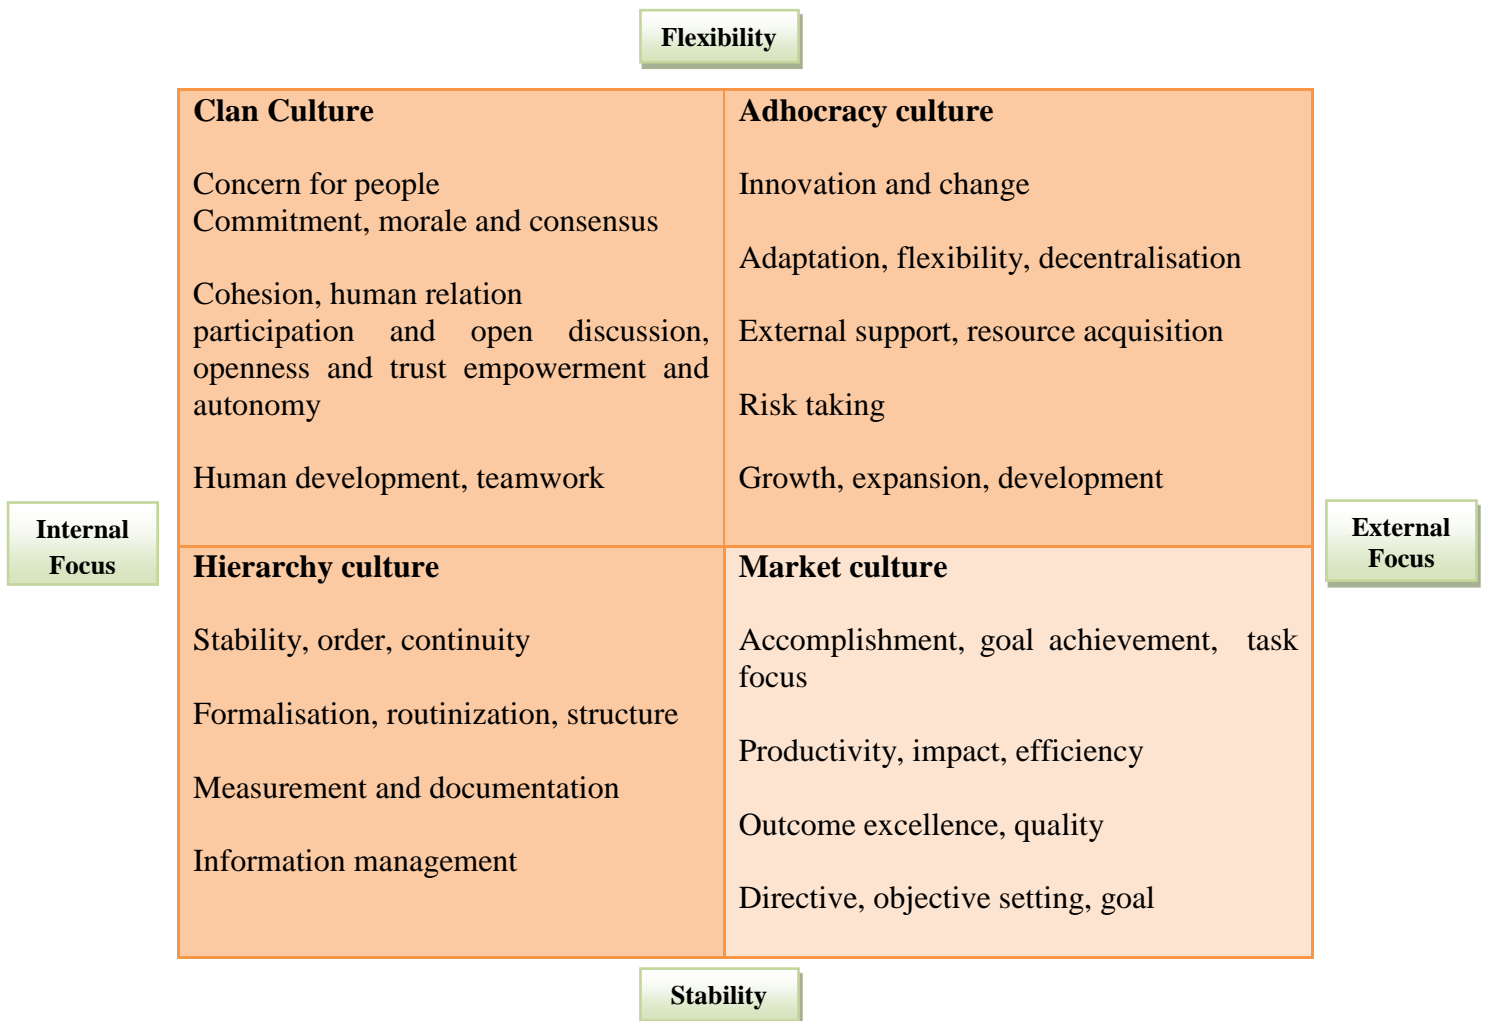 Flexibility
Clan Culture
Concern for people
Commitment, morale and consensus
Cohesion, human relation
participation and open discussion,
openness and trust empowerment and
autonomy
Human development, teamwork
Adhocracy culture
Innovation and change
Adaptation, flexibility, decentralisation
External support, resource acquisition
Risk taking
Growth, expansion, development
Internal
Focus
External
Focus
Hierarchy culture
Stability, order, continuity
Formalisation, routinization, structure
Measurement and documentation
Information management
Market culture
Accomplishment, goal achievement, task
focus
Productivity, impact, efficiency
Outcome excellence, quality
Directive, objective setting, goal
Stability